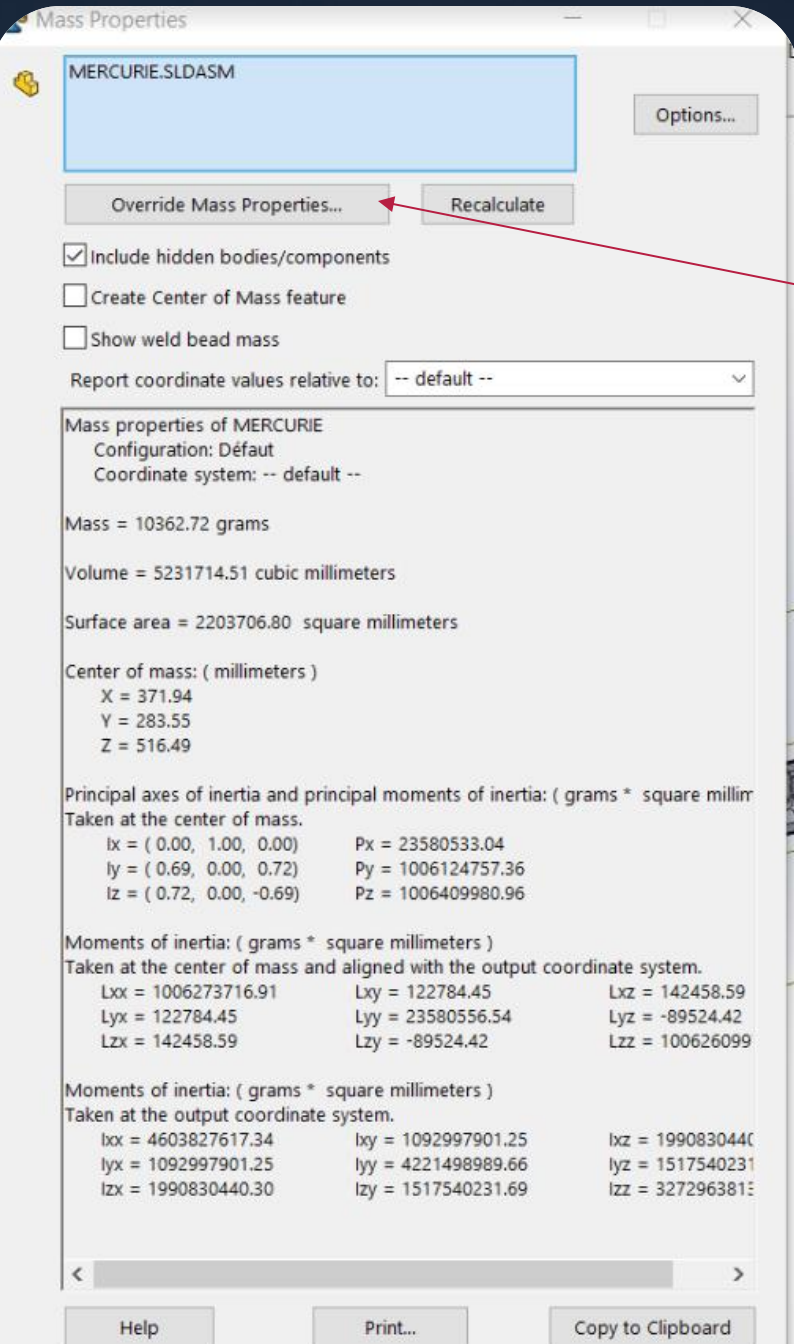 Mass Properties
MERCURIE.SLDASM
Options...
Override Mass Properties...
Recalculate
Include hidden bodies/components
Create Center of Mass feature
Show weld bead mass
Report coordinate values relative to: -- default --
Mass properties of MERCURIE
Configuration: Défaut
Coordinate system: -- default --
Mass = 10362.72 grams
Volume = 5231714.51 cubic millimeters
Surface area = 2203706.80 square millimeters
Center of mass: ( millimeters )
X = 371.94
Y = 283.55
Z = 516.49
Principal axes of inertia and principal moments of inertia: ( grams * square millim
Taken at the center of mass.
Ix = ( 0.00, 1.00, 0.00) Px = 23580533.04
Iy = ( 0.69, 0.00, 0.72) Py = 1006124757.36
Iz = ( 0.72, 0.00, -0.69) Pz = 1006409980.96
Moments of inertia: ( grams * square millimeters )
Taken at the center of mass and aligned with the output coordinate system.
Lxx = 1006273716.91 Lxy = 122784.45 Lxz = 142458.59
Lyx = 122784.45 Lyy = 23580556.54 Lyz = -89524.42
Lzx = 142458.59 Lzy = -89524.42 Lzz = 100626099
Moments of inertia: ( grams * square millimeters )
Taken at the output coordinate system.
Ixx = 4603827617.34 Ixy = 1092997901.25 Ixz = 199083044
Iyx = 1092997901.25 Iyy = 4221498989.66 Iyz = 1517540231
Izx = 1990830440.30 Izy = 1517540231.69 Izz = 327296381
Help
Print...
Copy to Clipboard